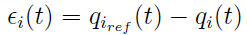 ϵ_i(t) = q_{i_{ref}}(t) − q_i(t)